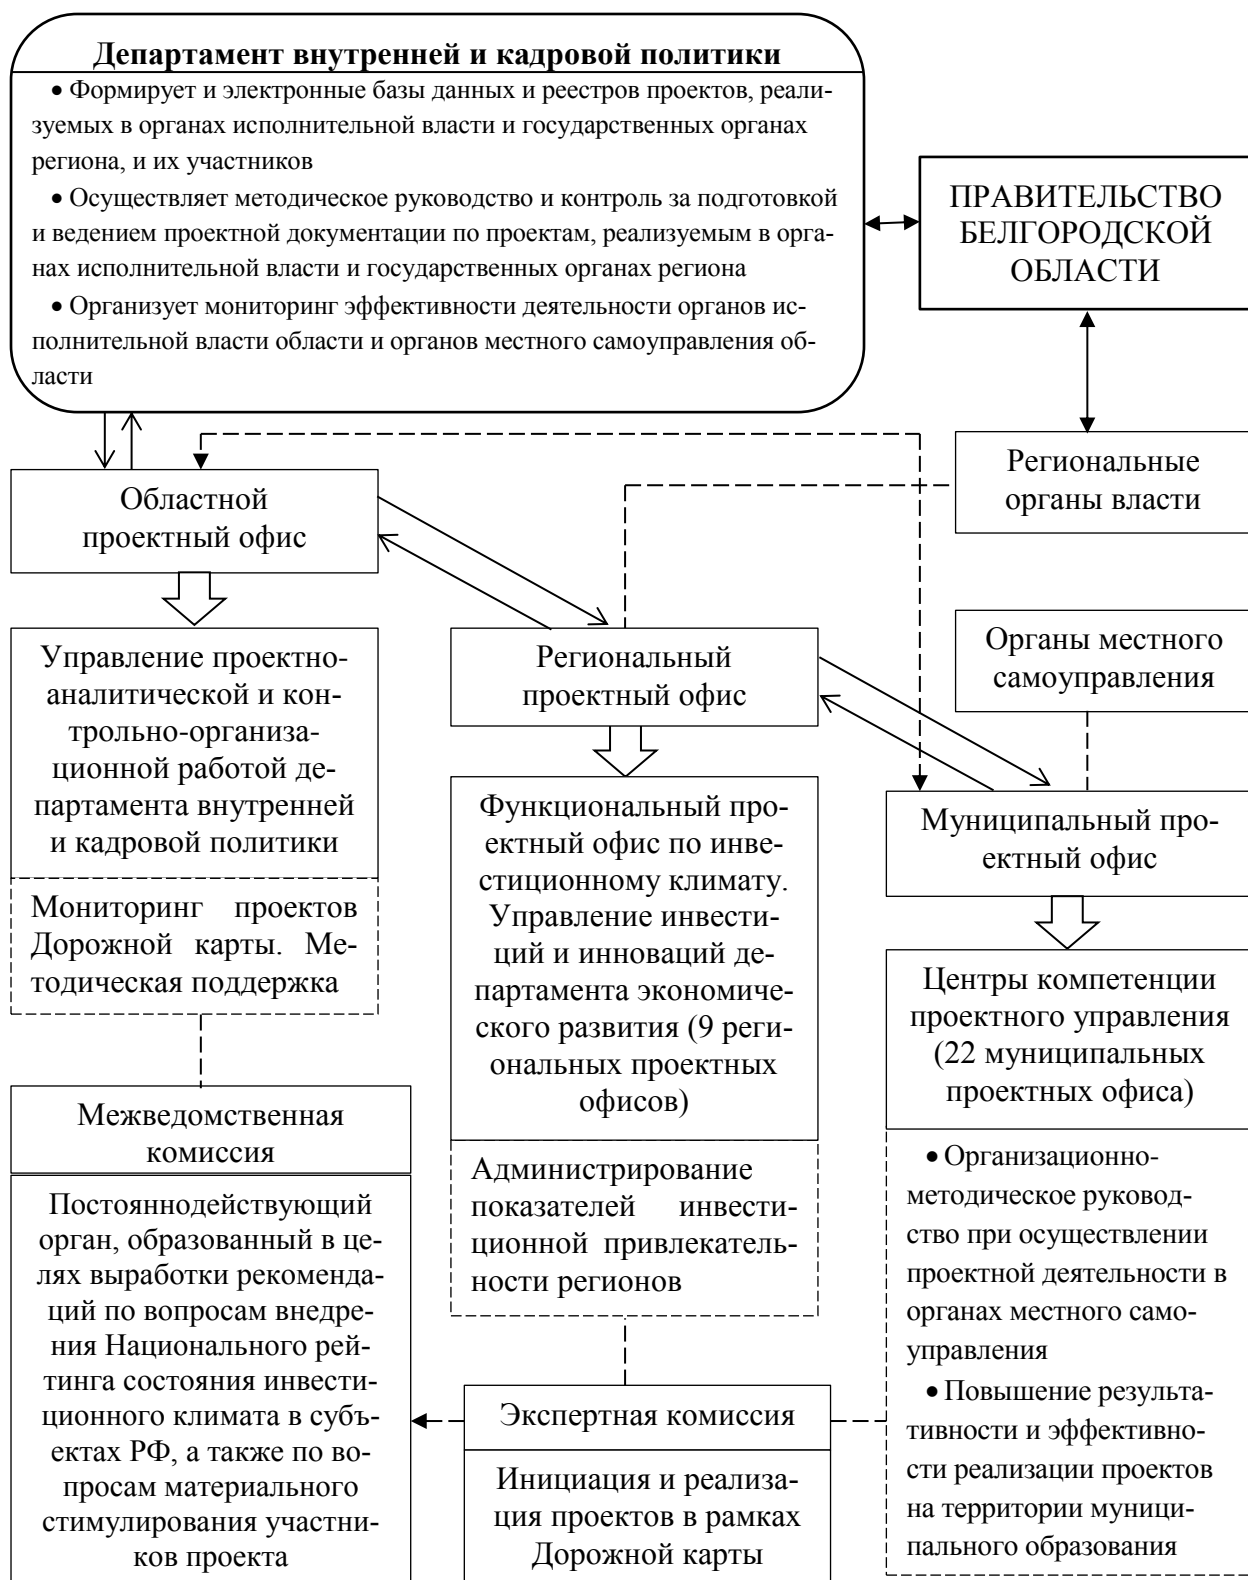 Департамент внутренней и кадровой политики
• Формирует и электронные базы данных и реестров проектов, реали-
зуемых в органах исполнительной власти и государственных органах
региона, и их участников
• Осуществляет методическое руководство и контроль за подготовкой
и ведением проектной документации по проектам, реализуемым в орга-
нах исполнительной власти и государственных органах региона
• Организует мониторинг эффективности деятельности органов ис-
полнительной власти области и органов местного самоуправления об-
ласти
ПРАВИТЕЛЬСТВО
БЕЛГОРОДСКОЙ
ОБЛАСТИ
Региональные
органы власти
Областной
проектный офис
Органы местного
самоуправления
Региональный
проектный офис
Муниципальный про-
ектный офис
Управление проектно-
аналитической и кон-
трольно-организа-
ционной работой де-
партамента внутренней
и кадровой политики
Мониторинг проектов
Дорожной карты. Ме-
тодическая поддержка
Функциональный про-
ектный офис по инве-
стиционному климату.
Управление инвести-
ций и инноваций де-
партамента экономиче-
ского развития (9 реги-
ональных проектных
офисов)
Администрирование
показателей инвести-
ционной привлекатель-
ности регионов
Центры компетенции
проектного управления
(22 муниципальных
проектных офиса)
• Организационно-
методическое руковод-
ство при осуществлении
проектной деятельности в
органах местного само-
управления
• Повышение результа-
тивности и эффективно-
сти реализации проектов
на территории муници-
пального образования
Межведомственная
комиссия
Постояннодействующий
орган, образованный в це-
лях выработки рекоменда-
ций по вопросам внедре-
ния Национального рей-
тинга состояния инвести-
ционного климата в субъ-
ектах РФ, а также по во-
просам материального
стимулирования участни-
ков проекта
Экспертная комиссия
Инициация и реализа-
ция проектов в рамках
Дорожной карты